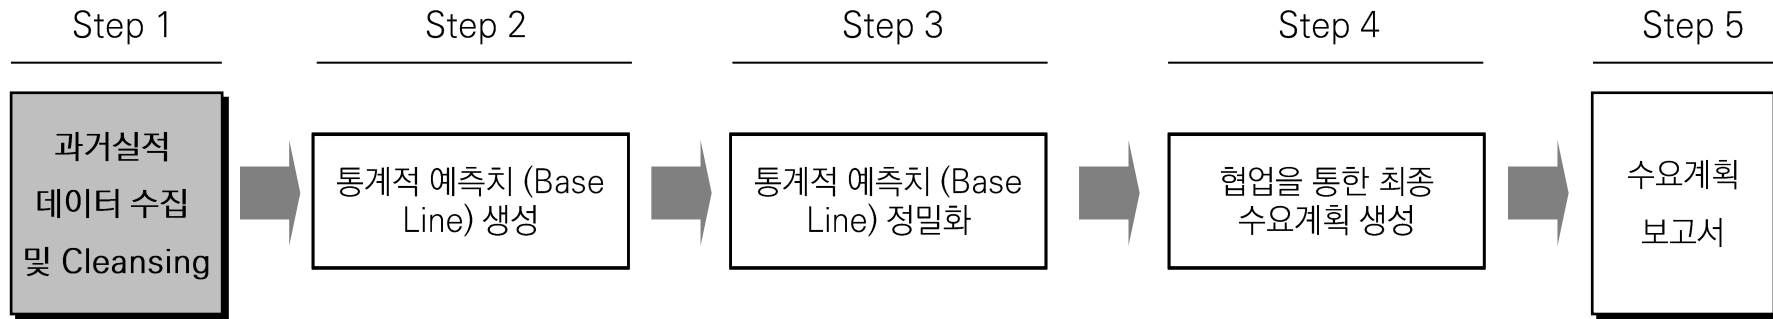 Step 1
과거실적
데이터 수집
및 Cleansing
Step 2
통계적 예측치 (Base
Line) 생성
Step 3
통계적 예측치 (Base
Line) 정밀화
Step 4
협업을 통한 최종
수요계획 생성
Step 5
수요계획
보고서